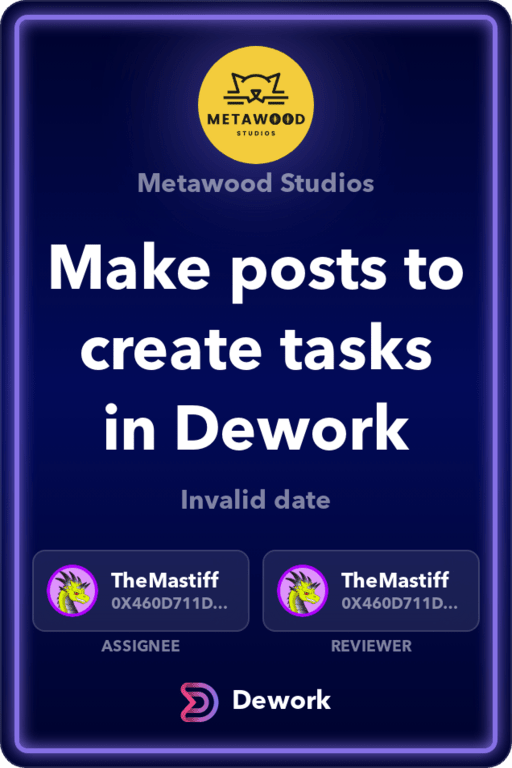 METAWOOD
STUDIOS
Metawood Studios
Make posts to
create tasks
in Dework
Invalid date
TheMastiff
0X460D711D...
TheMastiff
0X460D711D...
ASSIGNEE
REVIEWER
Dework